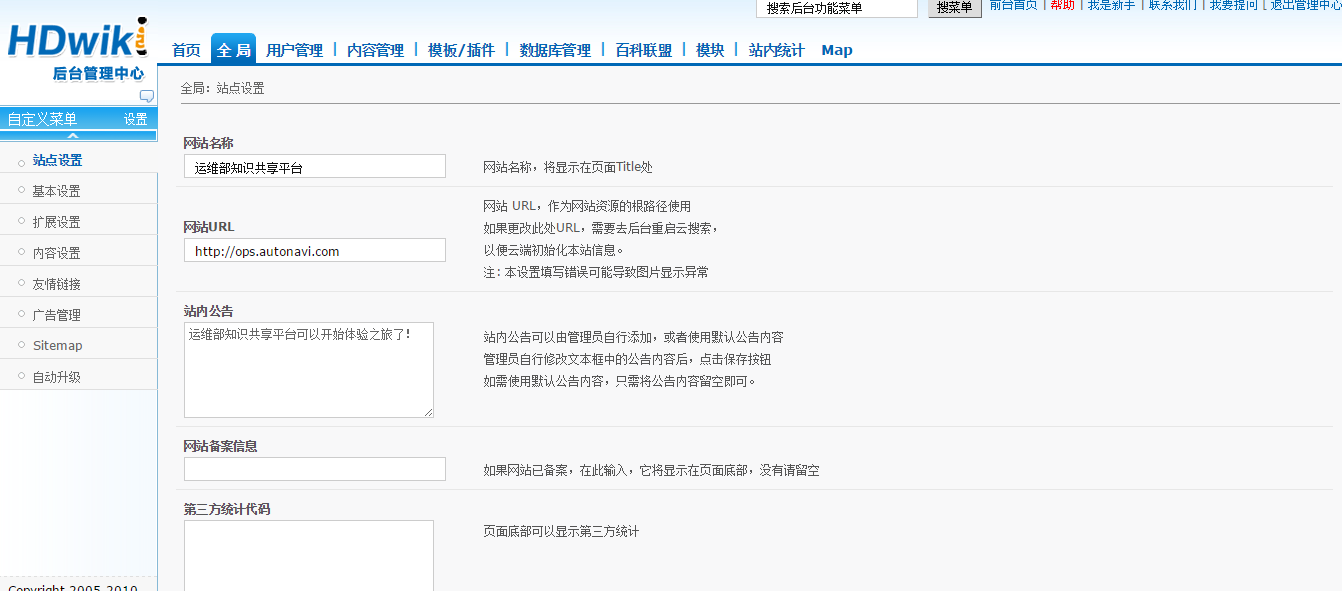 搜索后台功能菜单 搜菜单 前台首页 | 帮助 | 我是新手 | 联系我们 | 我要提问 [ 退出管理中心
HDwiki
后台管理中心
首页 全 局 用户管理 | 内容管理 | 模板/插件 | 数据库管理 | 百科联盟 | 模块 | 站内统计 Map
全局：站点设置
自定义菜单 设置
站点设置
基本设置
扩展设置
内容设置
友情链接
广告管理
Sitemap
自动升级
Copyright 2005-2010
网站名称
运维部知识共享平台
网站名称，将显示在页面Title处
网站URL
http://ops.autonavi.com
网站 URL，作为网站资源的根路径使用
如果更改此处URL，需要去后台重启云搜索，
以便云端初始化本站信息。
注：本设置填写错误可能导致图片显示异常
站内公告
运维部知识共享平台可以开始体验之旅了！
站内公告可以由管理员自行添加，或者使用默认公告内容
管理员自行修改文本框中的公告内容后，点击保存按钮
如需使用默认公告内容，只需将公告内容留空即可。
网站备案信息
如果网站已备案，在此输入，它将显示在页面底部，没有请留空
第三方统计代码
页面底部可以显示第三方统计